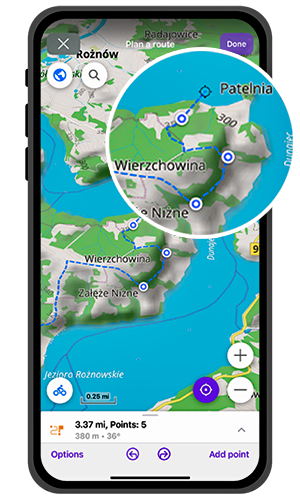 Radajowice
Plan a route
Done
Rożnów
Patelnia
300
Wierzchowina
Dunajec
Niżne
Wierzchowina
Załęże Niżne
Jezioro Rożnowskie
0.25 mi
3.37 mi, Points: 5
380 m • 36°
Options
Add point